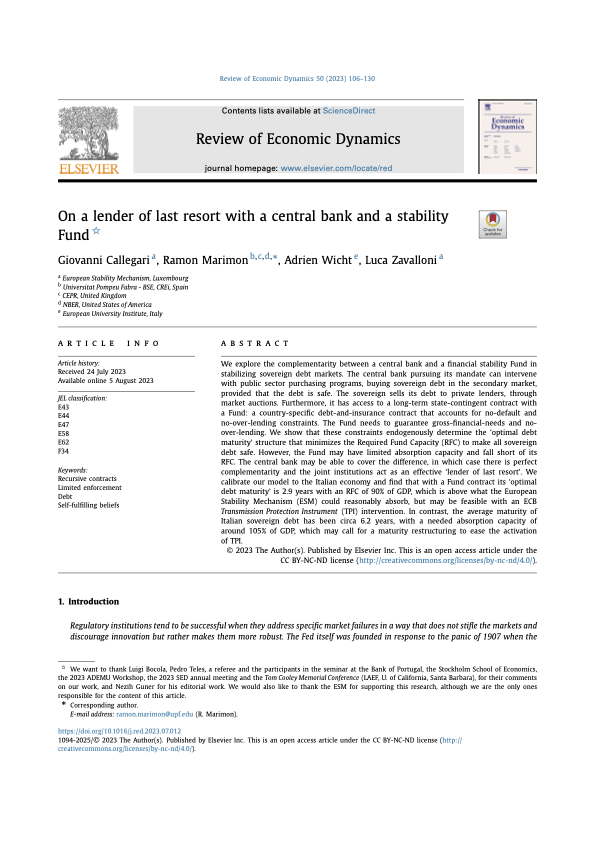 Review of Economic Dynamics 50 (2023) 106–130
Contents lists available at ScienceDirect
Review of Economic Dynamics
journal homepage: www.elsevier.com/locate/red
ELSEVIER
Review of
Economic
Dynamics
On a lender of last resort with a central bank and a stability
Fund ☆
Check for
updates
Giovanni Callegari a, Ramon Marimon b,c,d,∗, Adrien Wicht e, Luca Zavalloni a
a European Stability Mechanism, Luxembourg
b Universitat Pompeu Fabra - BSE, CREi, Spain
c CEPR, United Kingdom
d NBER, United States of America
e European University Institute, Italy
ARTICLE INFO
Article history:
Received 24 July 2023
Available online 5 August 2023
JEL classification:
E43
E44
E47
E58
E62
F34
Keywords:
Recursive contracts
Limited enforcement
Debt
Self-fulfilling beliefs
ABSTRACT
We explore the complementarity between a central bank and a financial stability Fund in
stabilizing sovereign debt markets. The central bank pursuing its mandate can intervene
with public sector purchasing programs, buying sovereign debt in the secondary market,
provided that the debt is safe. The sovereign sells its debt to private lenders, through
market auctions. Furthermore, it has access to a long-term state-contingent contract with
a Fund: a country-specific debt-and-insurance contract that accounts for no-default and
no-over-lending constraints. The Fund needs to guarantee gross-financial-needs and no-
over-lending. We show that these constraints endogenously determine the ‘optimal debt
maturity’ structure that minimizes the Required Fund Capacity (RFC) to make all sovereign
debt safe. However, the Fund may have limited absorption capacity and fall short of its
RFC. The central bank may be able to cover the difference, in which case there is perfect
complementarity and the joint institutions act as an effective ‘lender of last resort’. We
calibrate our model to the Italian economy and find that with a Fund contract its ‘optimal
debt maturity’ is 2.9 years with an RFC of 90% of GDP, which is above what the European
Stability Mechanism (ESM) could reasonably absorb, but may be feasible with an ECB
Transmission Protection Instrument (TPI) intervention. In contrast, the average maturity of
Italian sovereign debt has been circa 6.2 years, with a needed absorption capacity of
around 105% of GDP, which may call for a maturity restructuring to ease the activation
of TPI.
© 2023 The Author(s). Published by Elsevier Inc. This is an open access article under the
CC BY-NC-ND license (http://creativecommons.org/licenses/by-nc-nd/4.0/).
1. Introduction
Regulatory institutions tend to be successful when they address specific market failures in a way that does not stifle the markets and
discourage innovation but rather makes them more robust. The Fed itself was founded in response to the panic of 1907 when the
☆ We want to thank Luigi Bocola, Pedro Teles, a referee and the participants in the seminar at the Bank of Portugal, the Stockholm School of Economics,
the 2023 ADEMU Workshop, the 2023 SED annual meeting and the Tom Cooley Memorial Conference (LAEF, U. of California, Santa Barbara), for their comments
on our work, and Nezih Guner for his editorial work. We would also like to thank the ESM for supporting this research, although we are the only ones
responsible for the content of this article.
∗ Corresponding author.
E-mail address: ramon.marimon@upf.edu (R. Marimon).
https://doi.org/10.1016/j.red.2023.07.012
1094-2025/© 2023 The Author(s). Published by Elsevier Inc. This is an open access article under the CC BY-NC-ND license (http://
creativecommons.org/licenses/by-nc-nd/4.0/).